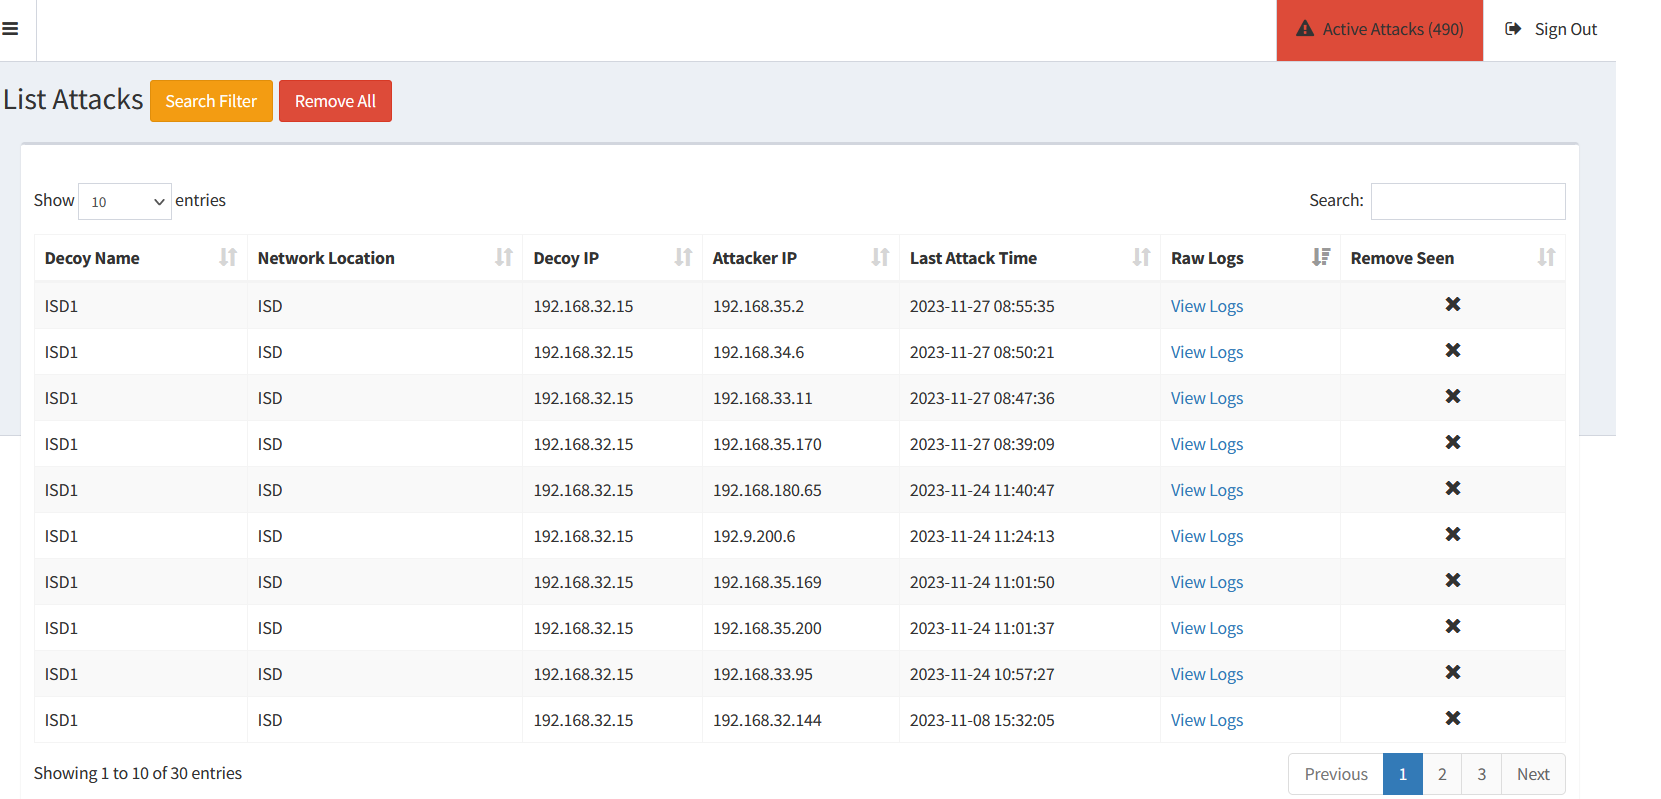 Active Attacks (490) Sign Out
List Attacks Search Filter Remove All
Show 10 entries Search:
Decoy Name Network Location Decoy IP Attacker IP Last Attack Time Raw Logs Remove Seen
ISD1 ISD 192.168.32.15 192.168.35.2 2023-11-27 08:55:35 View Logs
ISD1 ISD 192.168.32.15 192.168.34.6 2023-11-27 08:50:21 View Logs
ISD1 ISD 192.168.32.15 192.168.33.11 2023-11-27 08:47:36 View Logs
ISD1 ISD 192.168.32.15 192.168.35.170 2023-11-27 08:39:09 View Logs
ISD1 ISD 192.168.32.15 192.168.180.65 2023-11-24 11:40:47 View Logs
ISD1 ISD 192.168.32.15 192.9.200.6 2023-11-24 11:24:13 View Logs
ISD1 ISD 192.168.32.15 192.168.35.169 2023-11-24 11:01:50 View Logs
ISD1 ISD 192.168.32.15 192.168.35.200 2023-11-24 11:01:37 View Logs
ISD1 ISD 192.168.32.15 192.168.33.95 2023-11-24 10:57:27 View Logs
ISD1 ISD 192.168.32.15 192.168.32.144 2023-11-08 15:32:05 View Logs
Showing 1 to 10 of 30 entries Previous 1 2 3 Next